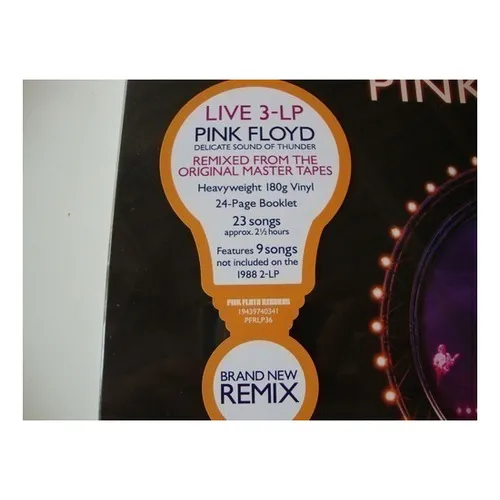 PINK
LIVE 3-LP
PINK FLOYD
DELICATE SOUND OF THUNDER
REMIXED FROM THE
ORIGINAL MASTER TAPES
Heavyweight 180g Vinyl
24-Page Booklet
23 songs
approx. 2½ hours
Features 9 songs
not included on the
1988 2-LP
PINK FLOYD RECORDS
19439740341
PFRLP36
BRAND NEW
REMIX